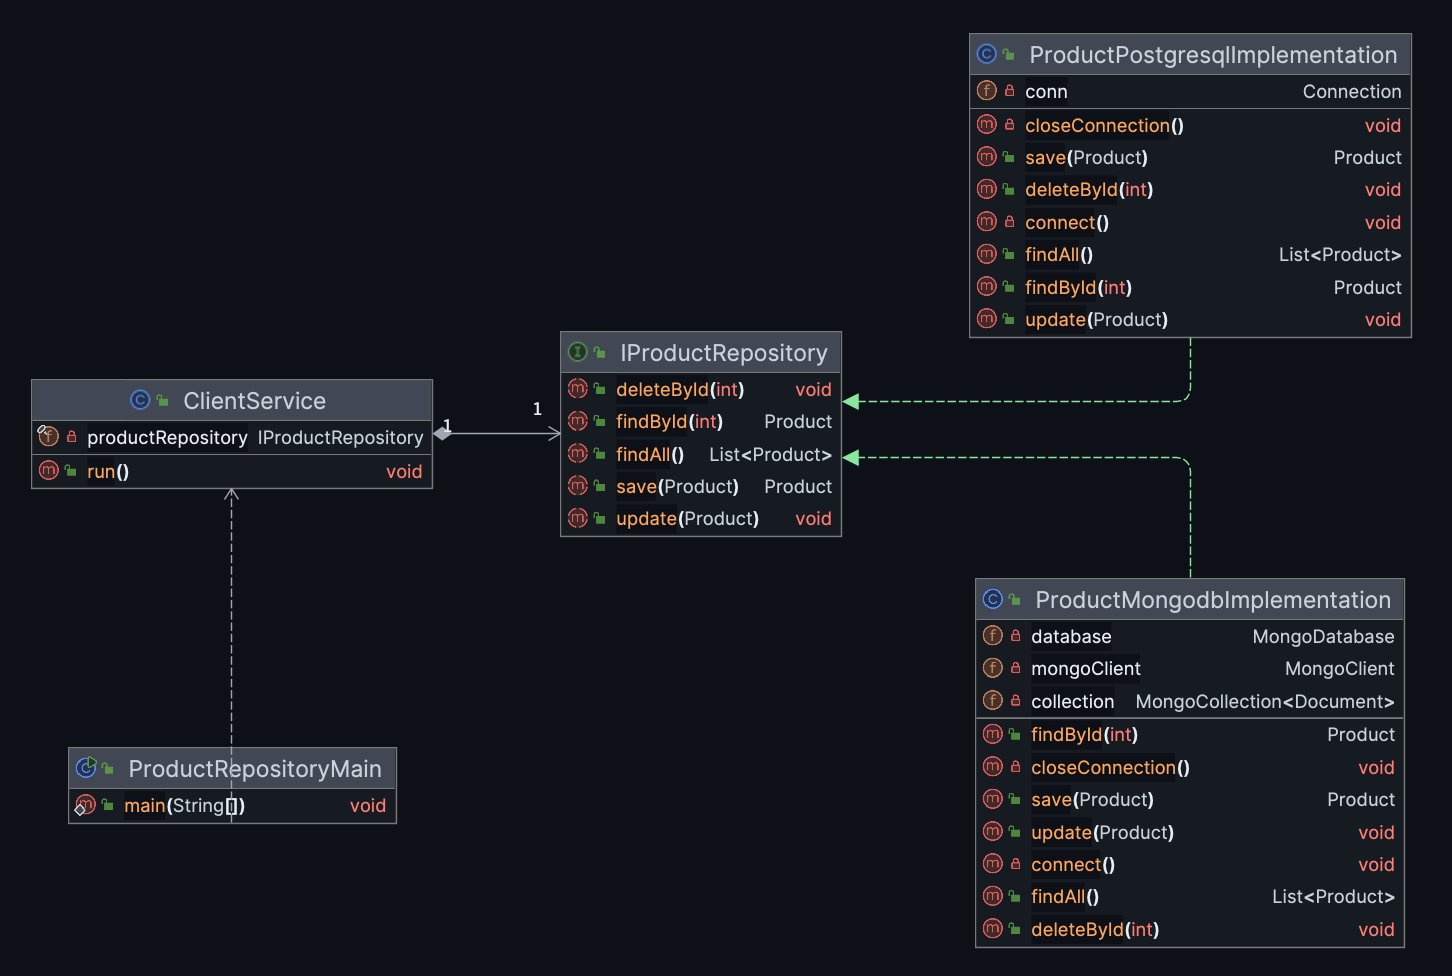 ProductPostgresqlImplementation
conn Connection
closeConnection() void
save(Product) Product
deleteById(int) void
connect() void
findAll() List<Product>
findById(int) Product
update(Product) void
IProductRepository
deleteById(int) void
findById(int) Product
findAll() List<Product>
save(Product) Product
update(Product) void
ClientService
productRepository IProductRepository
run() void
1
1
ProductRepositoryMain
main(String[]) void
ProductMongodbImplementation
database MongoDatabase
mongoClient MongoClient
collection MongoCollection<Document>
findById(int) Product
closeConnection() void
save(Product) Product
update(Product) void
connect() void
findAll() List<Product>
deleteById(int) void